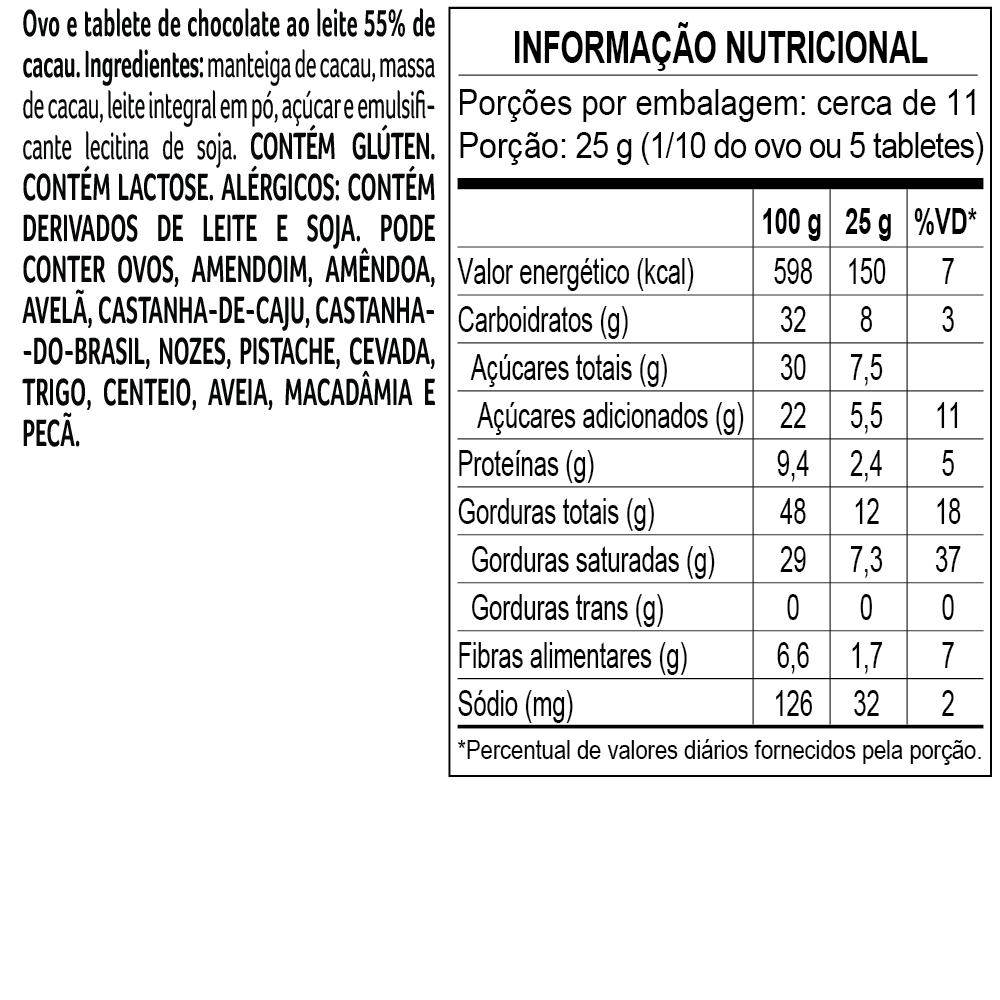 Ovo e tablete de chocolate ao leite 55% de
cacau. Ingredientes: manteiga de cacau, massa
de cacau, leite integral em pó, açúcar e emulsifi-
cante lecitina de soja. CONTÉM GLÚTEN.
CONTÉM LACTOSE. ALÉRGICOS: CONTÉM
DERIVADOS DE LEITE E SOJA. PODE
CONTER OVOS, AMENDOIM, AMÊNDOA,
AVELÃ, CASTANHA-DE-CAJU, CASTANHA-
-DO-BRASIL, NOZES, PISTACHE, CEVADA,
TRIGO, CENTEIO, AVEIA, MACADÂMIA E
PECÃ.
INFORMAÇÃO NUTRICIONAL
Porções por embalagem: cerca de 11
Porção: 25 g (1/10 do ovo ou 5 tabletes)
100 g 25 g %VD*
Valor energético (kcal) 598 150 7
Carboidratos (g) 32 8 3
Açúcares totais (g) 30 7,5
Açúcares adicionados (g) 22 5,5 11
Proteínas (g) 9,4 2,4 5
Gorduras totais (g) 48 12 18
Gorduras saturadas (g) 29 7,3 37
Gorduras trans (g) 0 0 0
Fibras alimentares (g) 6,6 1,7 7
Sódio (mg) 126 32 2
*Percentual de valores diários fornecidos pela porção.